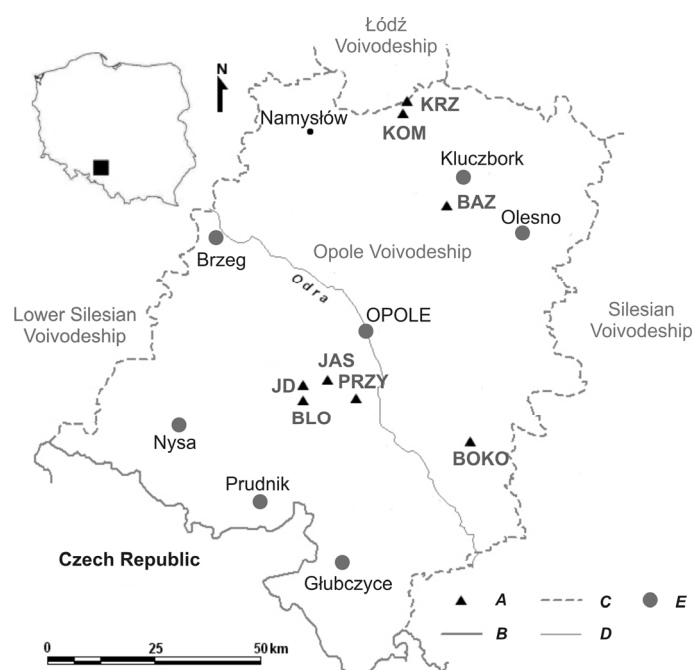 Łódź
Voivodeship
N
KRZ
Namysłów
KOM
Kluczbork
BAZ
Olesno
Opole Voivodeship
Brzeg
Odra
Lower Silesian
Voivodeship
Silesian
Voivodeship
OPOLE
JAS
JD
PRZY
BLO
Nysa
BOKO
Prudnik
Czech Republic
Głubczyce
A
C
E
B
D
0 25 50 km